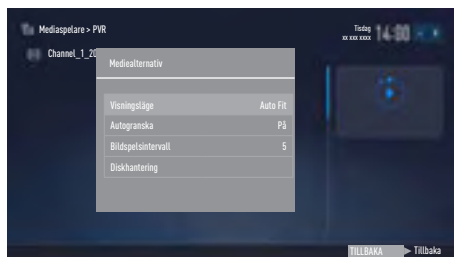 Mediaspelare > PVR
Tisdag
xx xxx xxxx
14:00
Channel_1_20
Mediealternativ
Visningsläge Auto Fit
Autogranska På
Bildspelsintervall 5
Diskhantering
TILLBAKA Tillbaka